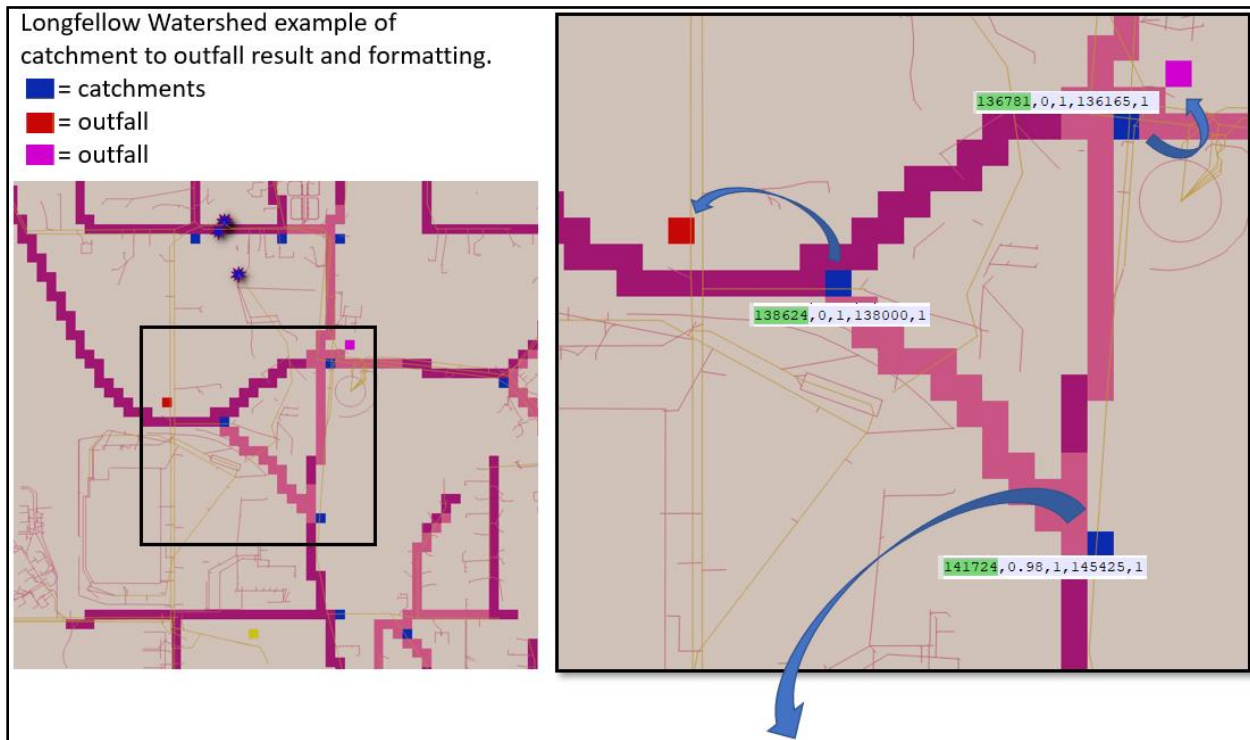 Longfellow Watershed example of
catchment to outfall result and formatting.
= catchments
= outfall
= outfall
136781,0,1,136165,1
138624,0,1,138000,1
141724,0.98,1,145425,1